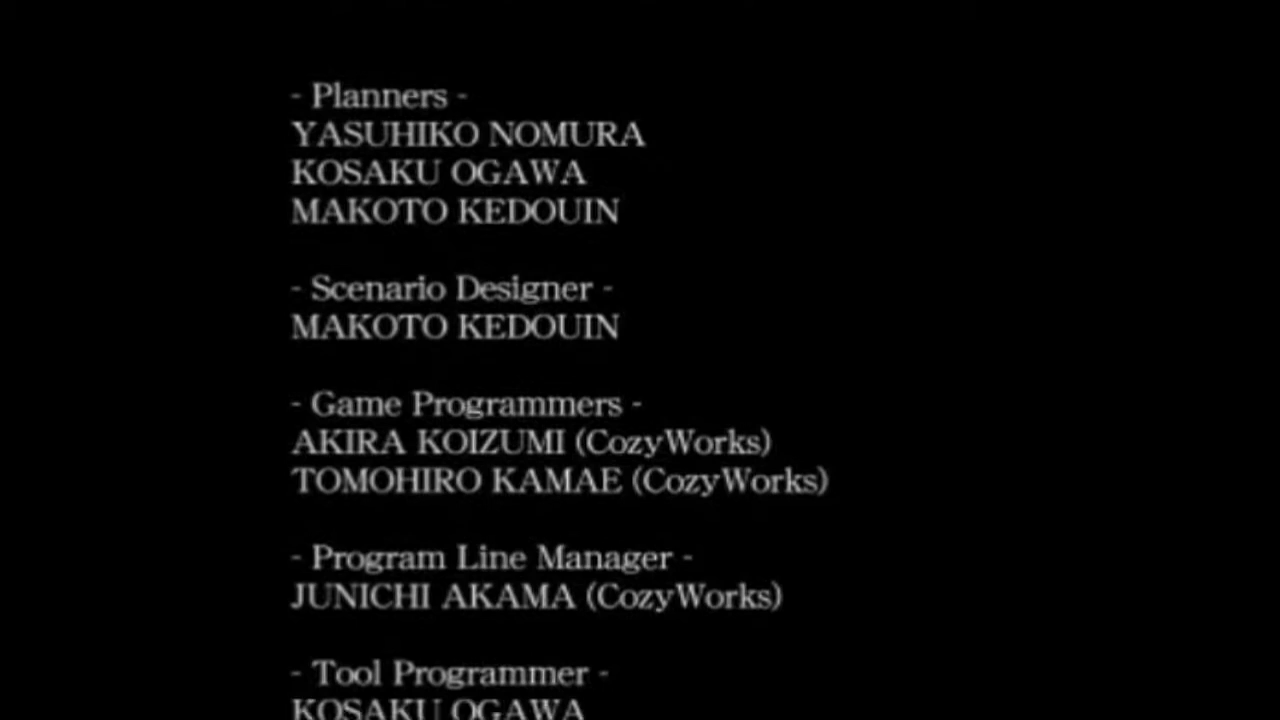 - Planners -
YASUHIKO NOMURA
KOSAKU OGAWA
MAKOTO KEDOUIN
- Scenario Designer -
MAKOTO KEDOUIN
- Game Programmers -
AKIRA KOIZUMI (CozyWorks)
TOMOHIRO KAMAE (CozyWorks)
- Program Line Manager -
JUNICHI AKAMA (CozyWorks)
- Tool Programmer -
KOSAKU OGAWA